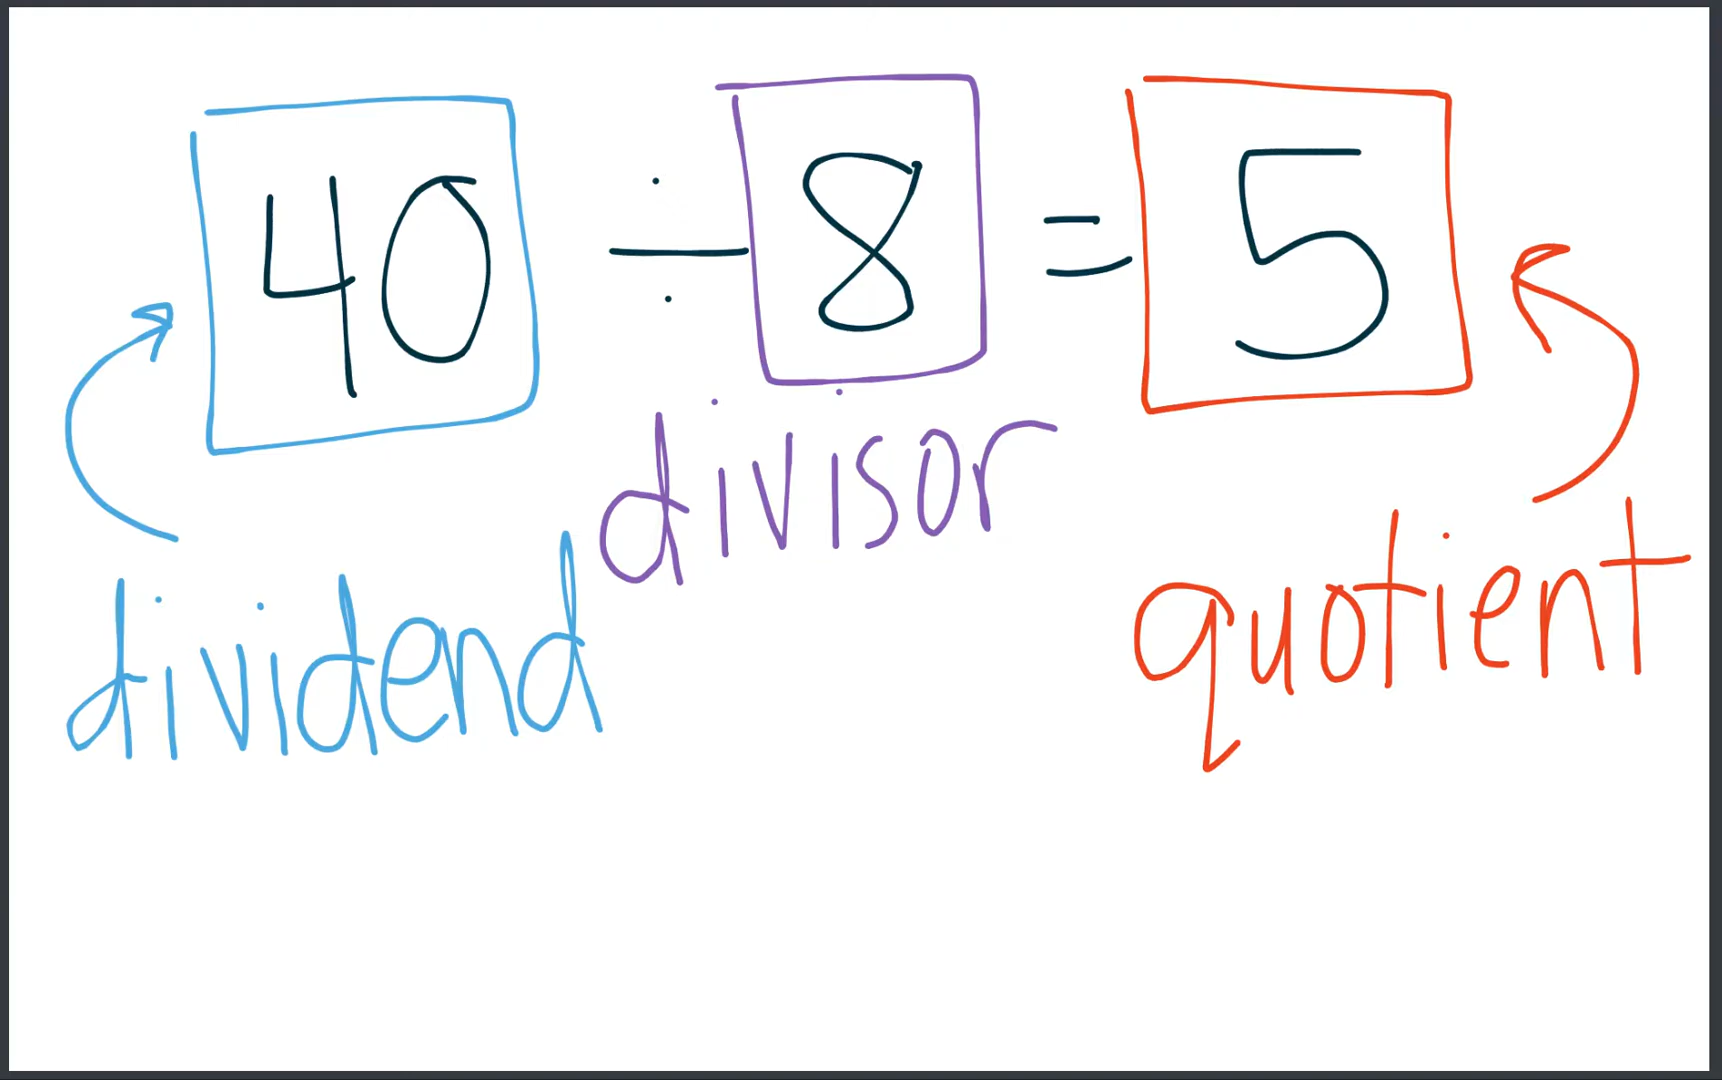 40 ÷ 8 = 5
divisor
dividend
quotient